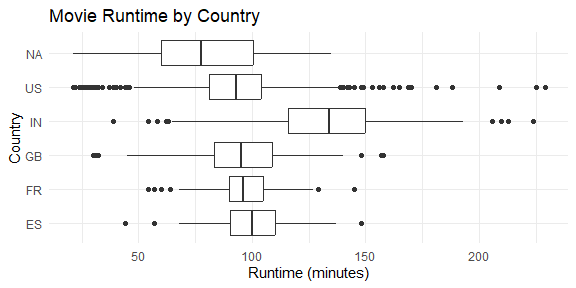 Movie Runtime by Country
NA
US
IN
GB
FR
ES
Country
50 100 150 200
Runtime (minutes)